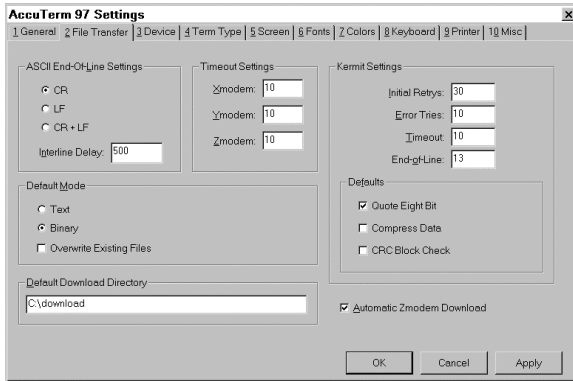 AccuTerm 97 Settings
1 General 2 File Transfer 3 Device 4 Term Type 5 Screen 6 Fonts 7 Colors 8 Keyboard 9 Printer 10 Misc
ASCII End-Of-Line Settings
CR
LF
CR + LF
Interline Delay: 500
Timeout Settings
Xmodem: 10
Ymodem: 10
Zmodem: 10
Kermit Settings
Initial Retrys: 30
Error Tries: 10
Timeout: 10
End-of-Line: 13
Defaults
Quote Eight Bit
Compress Data
CRC Block Check
Default Mode
Text
Binary
Overwrite Existing Files
Default Download Directory
C:\download
Automatic Zmodem Download
OK Cancel Apply